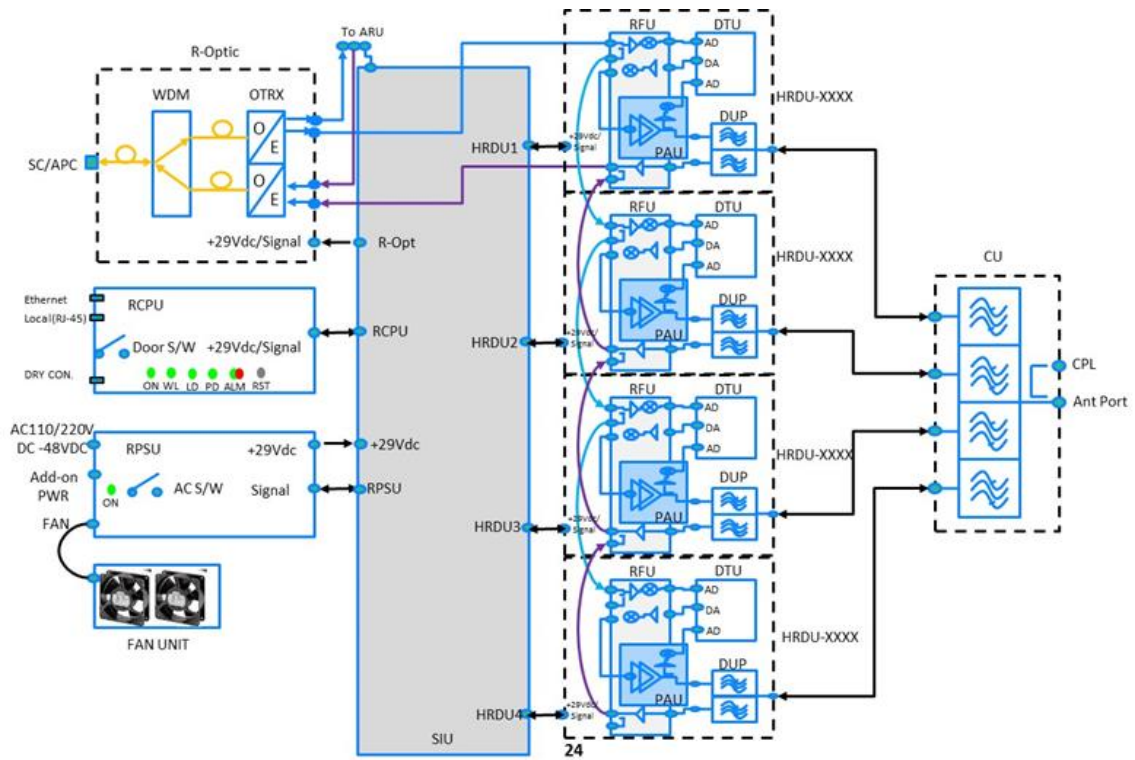 To ARU
R-Optic
WDM
OTRX
O
E
O
E
SC/APC
+29Vdc/Signal
R-Opt
Ethernet
Local(RJ-45)
RCPU
Door S/W
+29Vdc/Signal
DRY CON.
ON WL LD PD ALM RST
RCPU
AC110/220V
DC -48VDC
RPSU
+29Vdc
+29Vdc
Add-on
PWR
ON
AC S/W
Signal
RPSU
FAN
FAN UNIT
SIU
HRDU1
HRDU2
HRDU3
HRDU4
RFU
DTU
AD
DA
AD
HRDU-XXXX
DUP
+29Vdc/
Signal
PAU
RFU
DTU
AD
DA
AD
HRDU-XXXX
DUP
+29Vdc/
Signal
PAU
RFU
DTU
AD
DA
AD
HRDU-XXXX
DUP
+29Vdc/
Signal
PAU
RFU
DTU
AD
DA
AD
HRDU-XXXX
DUP
+29Vdc/
Signal
PAU
24
CU
CPL
Ant Port